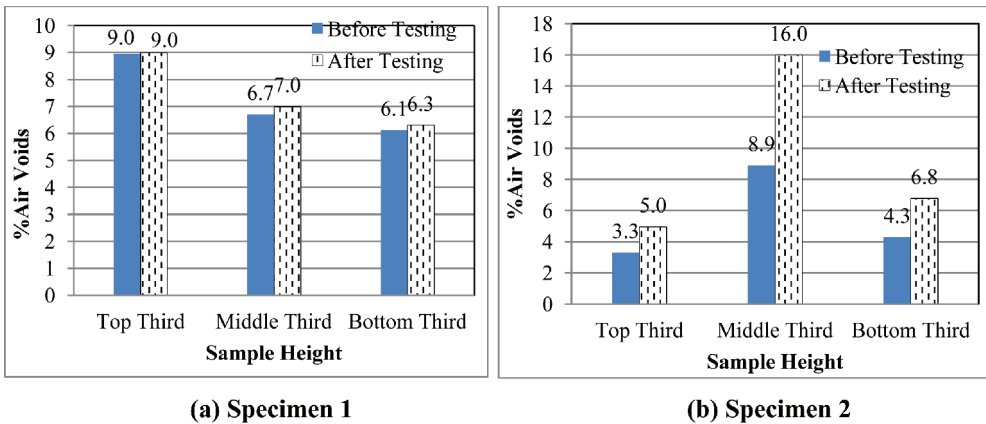 10
9
8
7
6
5
4
3
2
1
0
%Air Voids
9.0 9.0
6.7 7.0
6.1 6.3
Before Testing
After Testing
Top Third Middle Third Bottom Third
Sample Height
(a) Specimen 1
18
16
14
12
10
8
6
4
2
0
%Air Voids
3.3 5.0
8.9 16.0
4.3 6.8
Before Testing
After Testing
Top Third Middle Third Bottom Third
Sample Height
(b) Specimen 2